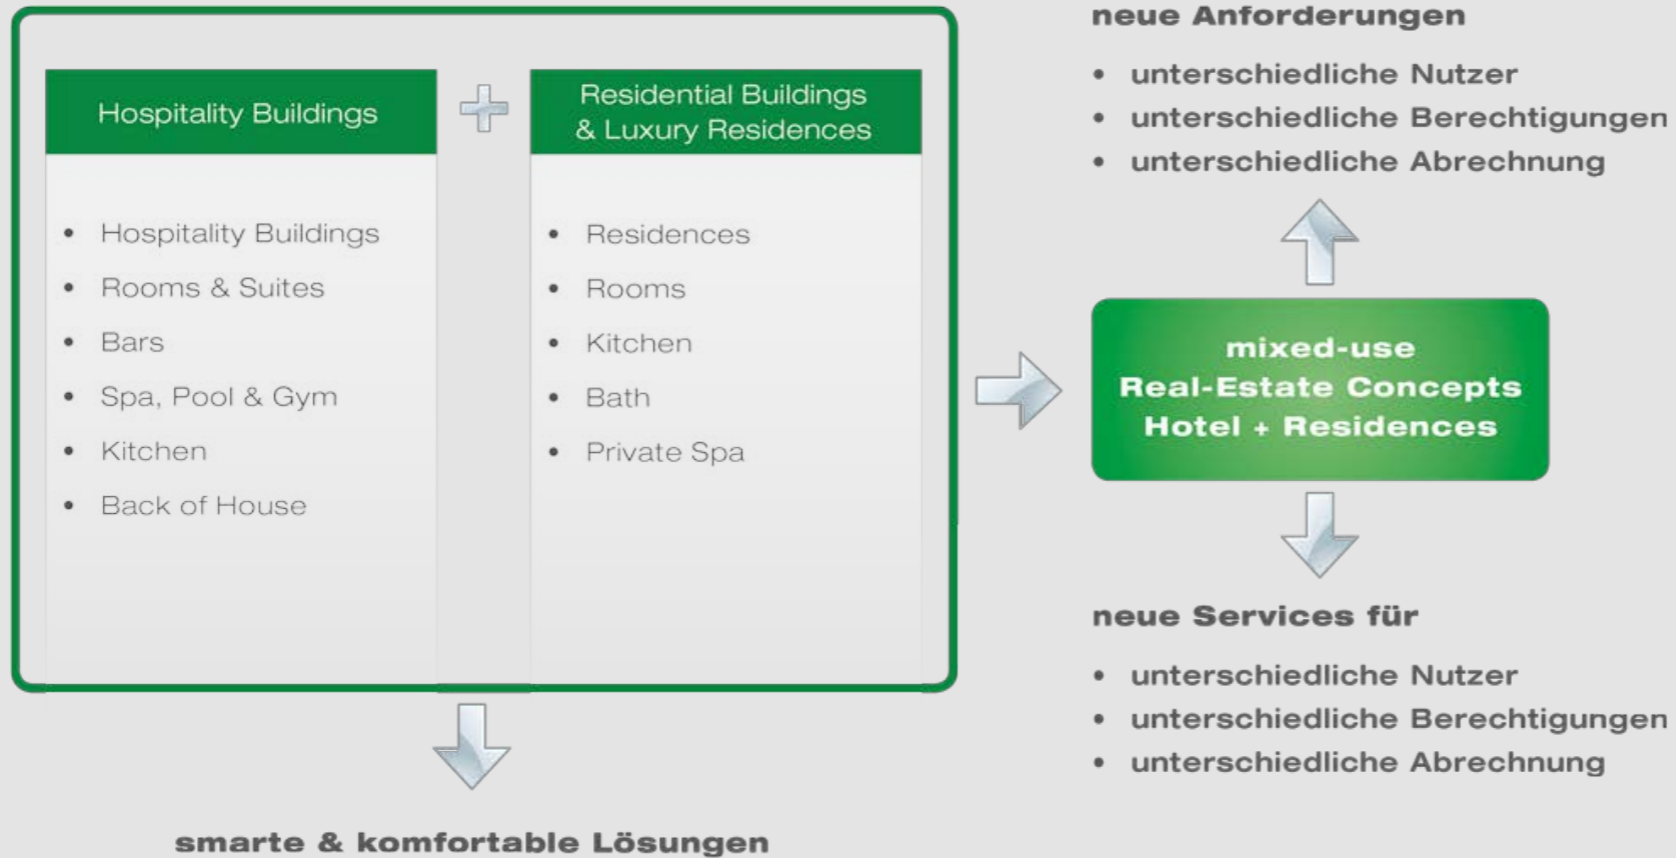 Hospitality Buildings
• Hospitality Buildings
• Rooms & Suites
• Bars
• Spa, Pool & Gym
• Kitchen
• Back of House
Residential Buildings
& Luxury Residences
• Residences
• Rooms
• Kitchen
• Bath
• Private Spa
smarte & komfortable Lösungen
neue Anforderungen
• unterschiedliche Nutzer
• unterschiedliche Berechtigungen
• unterschiedliche Abrechnung
mixed-use
Real-Estate Concepts
Hotel + Residences
neue Services für
• unterschiedliche Nutzer
• unterschiedliche Berechtigungen
• unterschiedliche Abrechnung